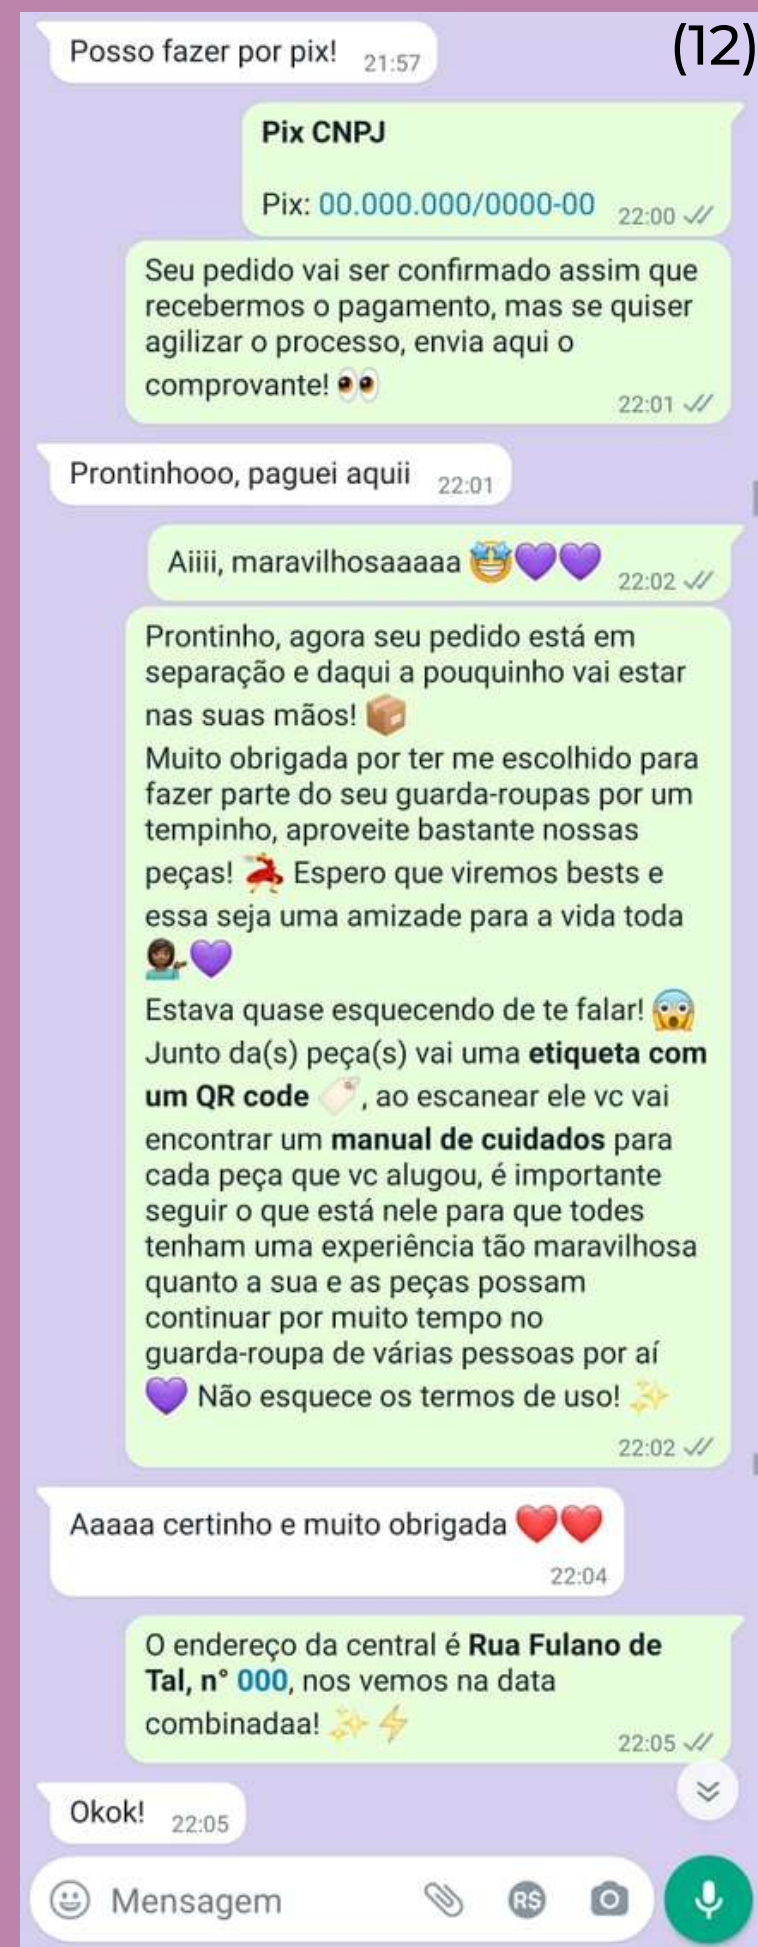 (12)
Posso fazer por pix! 21:57
Pix CNPJ
Pix: 00.000.000/0000-00 22:00
Seu pedido vai ser confirmado assim que
recebermos o pagamento, mas se quiser
agilizar o processo, envia aqui o
comprovante! 👀
22:01
Prontinhooo, paguei aquii 22:01
Aiiii, maravilhosaaaaa 🤩💜💜 22:02
Prontinho, agora seu pedido está em
separação e daqui a pouquinho vai estar
nas suas mãos! 📦
Muito obrigada por ter me escolhido para
fazer parte do seu guarda-roupas por um
tempinho, aproveite bastante nossas
peças! 💃 Espero que viremos bests e
essa seja uma amizade para a vida toda
💁🏾‍♀️💜
Estava quase esquecendo de te falar! 😱
Junto da(s) peça(s) vai uma etiqueta com
um QR code 🏷️, ao escanear ele vc vai
encontrar um manual de cuidados para
cada peça que vc alugou, é importante
seguir o que está nele para que todes
tenham uma experiência tão maravilhosa
quanto a sua e as peças possam
continuar por muito tempo no
guarda-roupa de várias pessoas por aí
💜 Não esquece os termos de uso! ✨
22:02
Aaaaa certinho e muito obrigada ❤️❤️
22:04
O endereço da central é Rua Fulano de
Tal, n° 000, nos vemos na data
combinadaa! ✨⚡
22:05
Okok! 22:05
Mensagem R$